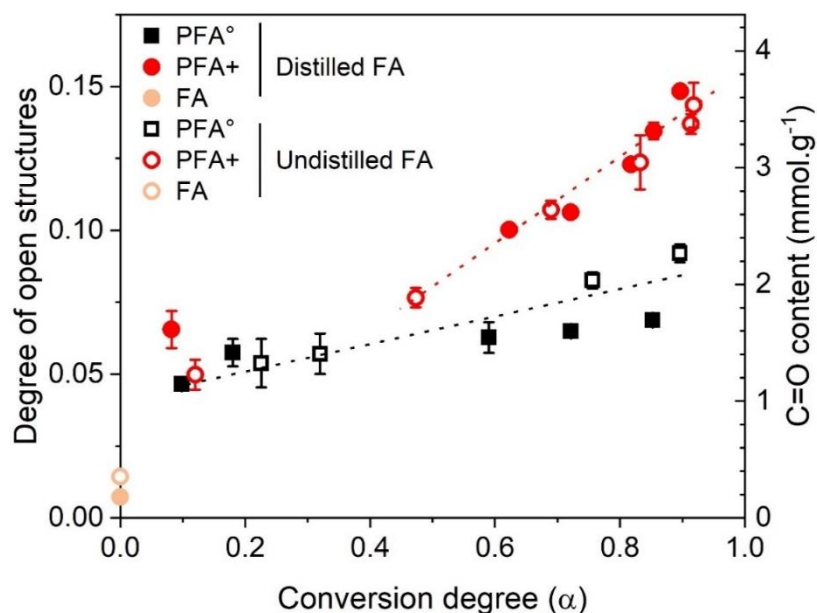 PFA°
PFA+ Distilled FA
FA
PFA°
PFA+ Undistilled FA
FA
Degree of open structures
0.15
0.10
0.05
0.00
4
3
2
1
0
C=O content (mmol.g⁻¹)
0.0 0.2 0.4 0.6 0.8 1.0
Conversion degree (α)